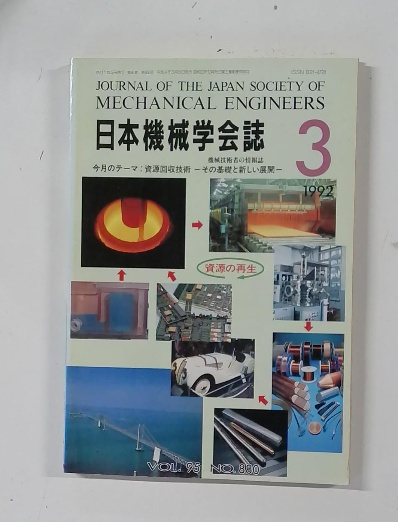 JOURNAL OF THE JAPAN SOCIETY OF
MECHANICAL ENGINEERS
日本機械学会誌
機械技術者の情報誌
3
今月のテーマ：資源回収技術 －その基礎と新しい展開－
1992
資源の再生
VOL. 95 NO. 880